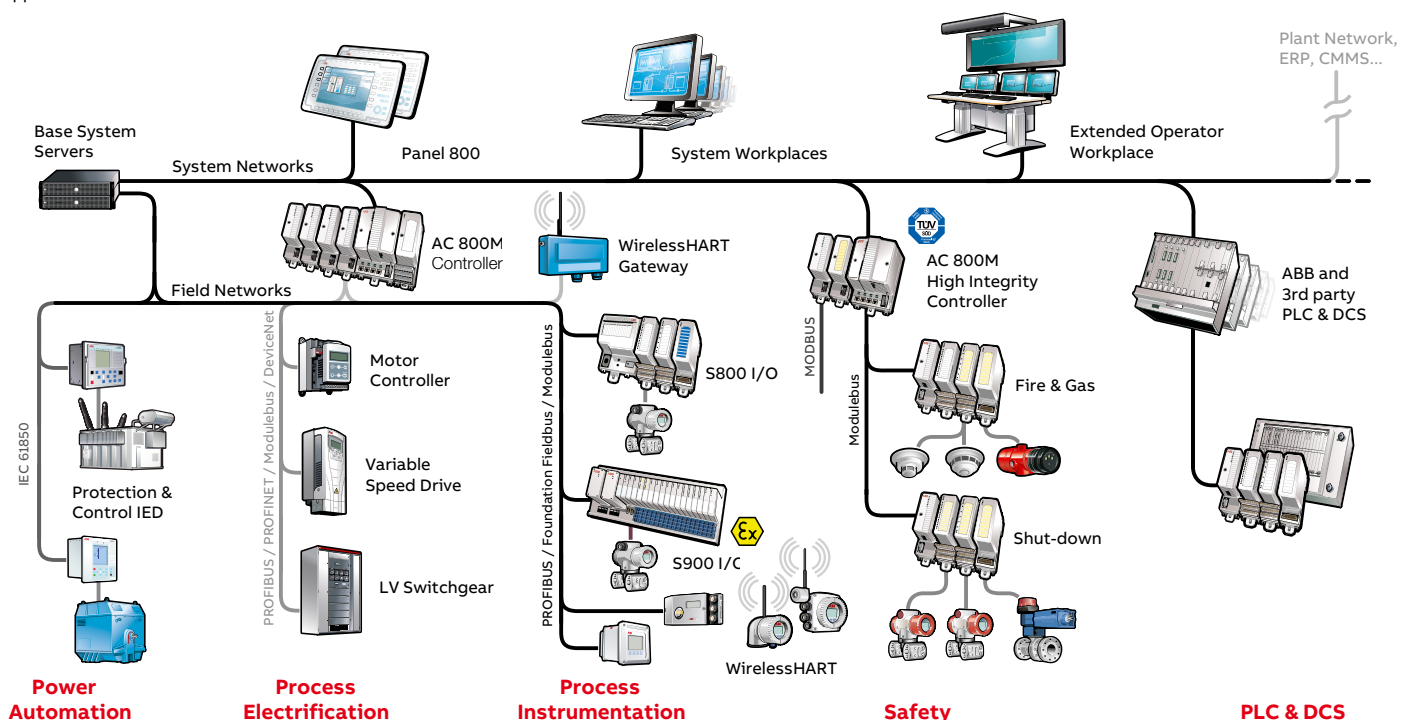 Plant Network,
ERP, CMMS...
Base System
Servers
System Networks
Panel 800
System Workplaces
Extended Operator
Workplace
AC 800M
Controller
WirelessHART
Gateway
TÜV
AC 800M
High Integrity
Controller
ABB and
3rd party
PLC & DCS
Field Networks
IEC 61850
PROFIBUS / PROFINET / Modulebus / DeviceNet
PROFIBUS / Foundation Fieldbus / Modulebus
MODBUS
Modulebus
Motor
Controller
S800 I/O
Fire & Gas
Variable
Speed Drive
Protection &
Control IED
Ex
S900 I/O
Shut-down
LV Switchgear
WirelessHART
Power
Automation
Process
Electrification
Process
Instrumentation
Safety
PLC & DCS